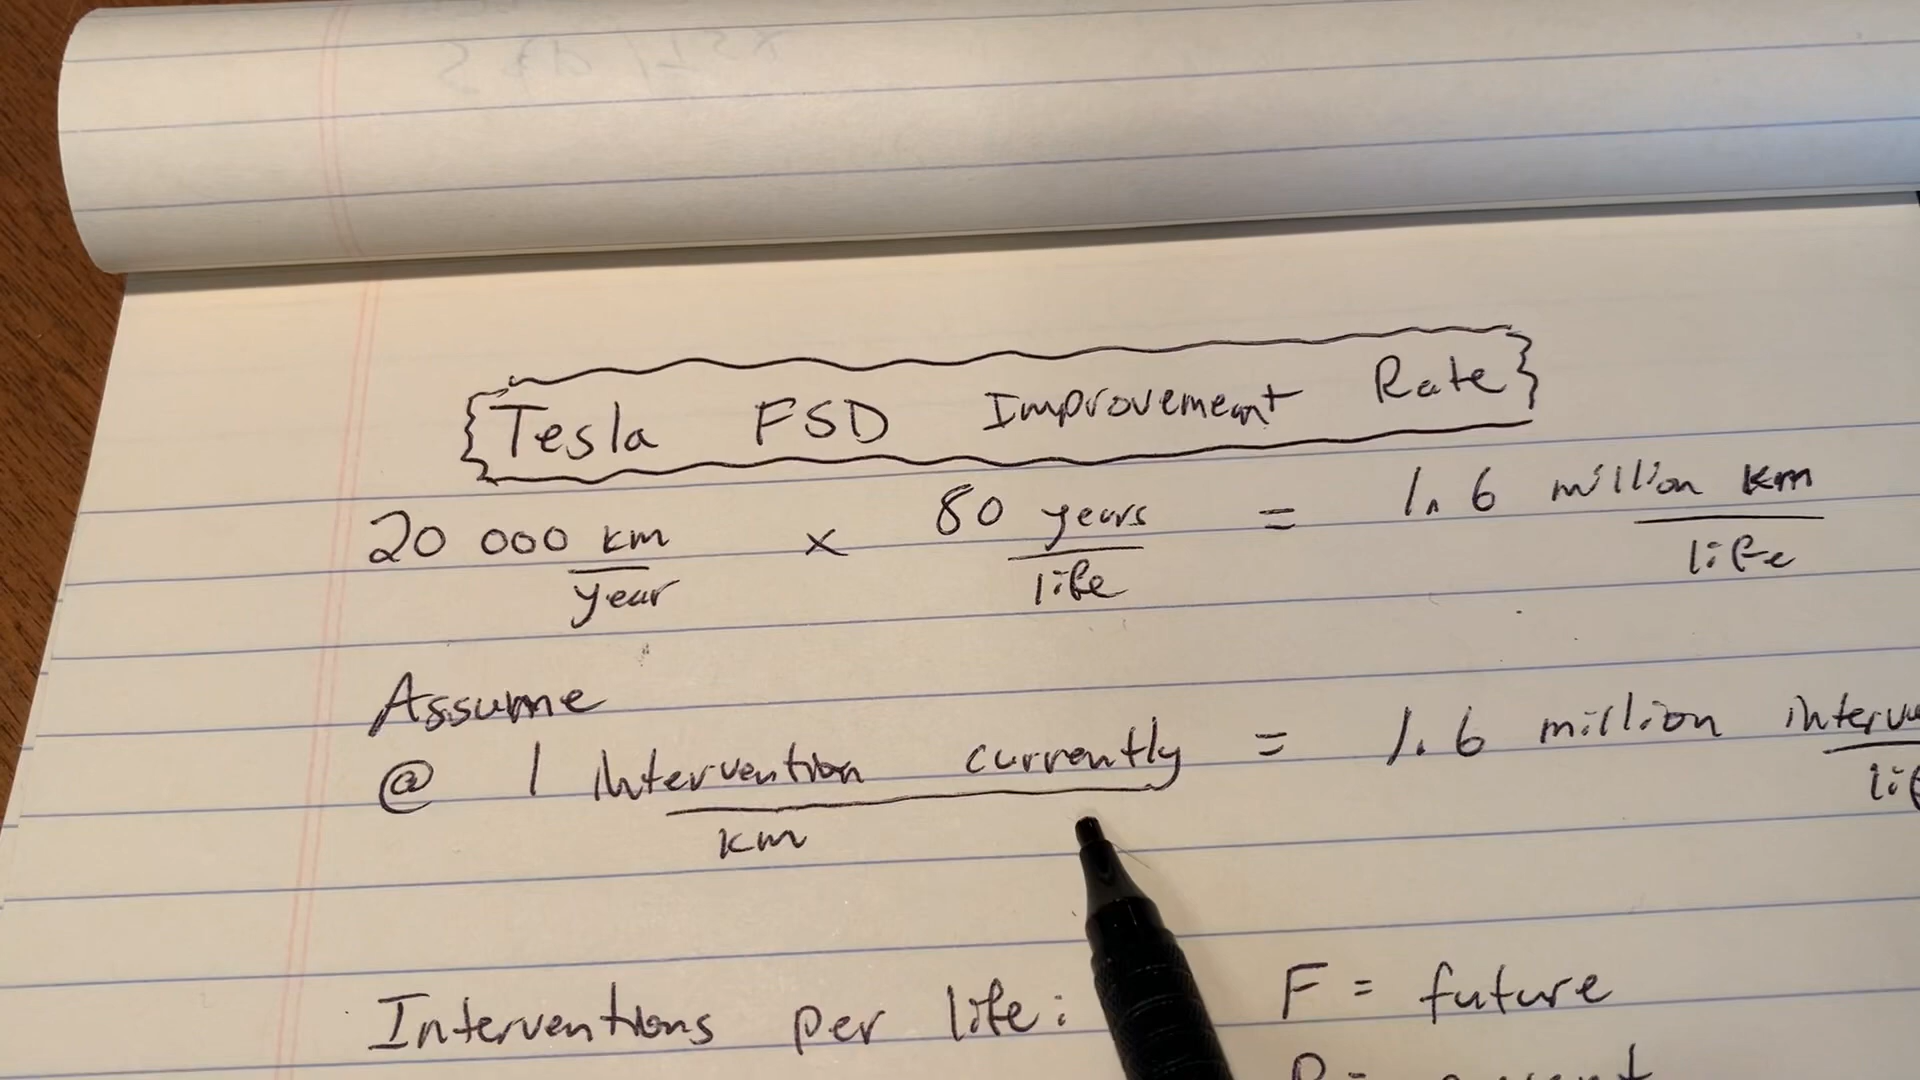 Tesla FSD Improvement Rate
20 000 km/year × 80 years/life = 1.6 million km/life
Assume
@ 1 intervention currently/km = 1.6 million
Interventions per life: F = future